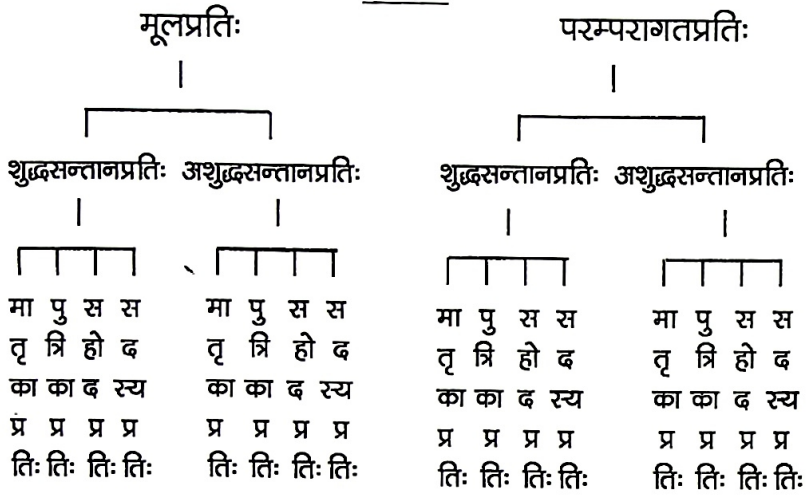 मूलप्रतिः परम्परागतप्रतिः
शुद्धसन्तानप्रतिः अशुद्धसन्तानप्रतिः शुद्धसन्तानप्रतिः अशुद्धसन्तानप्रतिः
मा पु स स मा पु स स मा पु स स मा पु स स
तृ त्रि हो द तृ त्रि हो द तृ त्रि हो द तृ त्रि हो द
का का द स्य का का द स्य का का द स्य का का द स्य
प्र प्र प्र प्र प्र प्र प्र प्र प्र प्र प्र प्र प्र प्र प्र प्र
तिः तिः तिः तिः तिः तिः तिः तिः तिः तिः तिः तिः तिः तिः तिः तिः